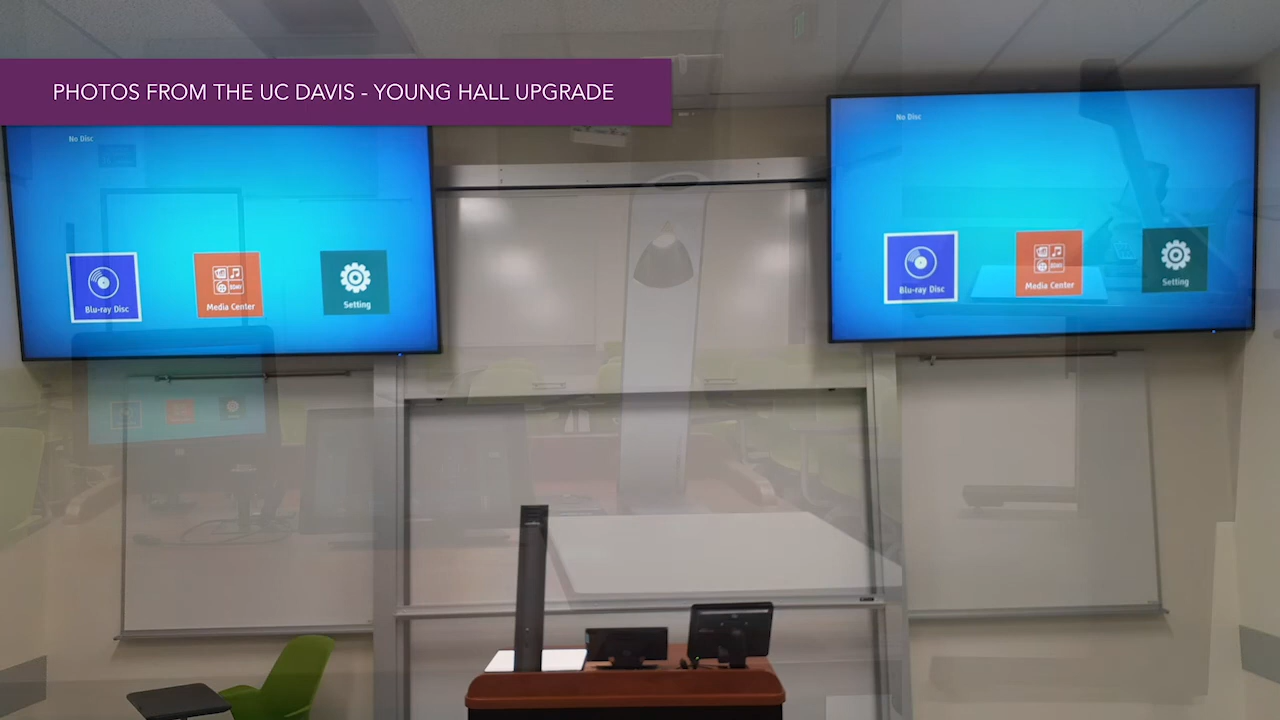 PHOTOS FROM THE UC DAVIS - YOUNG HALL UPGRADE
No Disc
Blu-ray Disc
Media Center
Setting
No Disc
Blu-ray Disc
Media Center
Setting